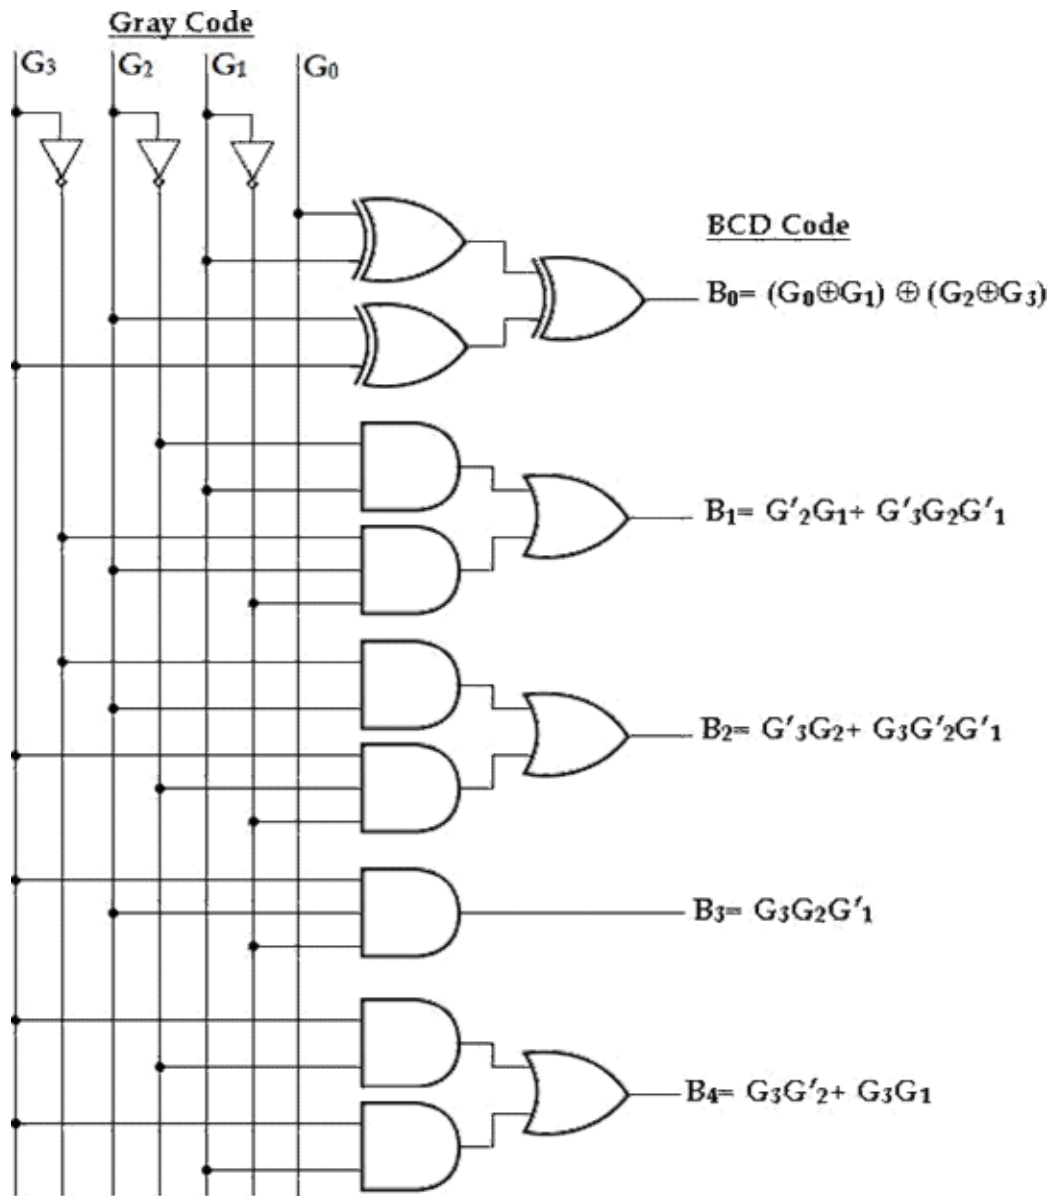 Gray Code
G₃ G₂ G₁ G₀
BCD Code
B₀= (G₀⊕G₁) ⊕ (G₂⊕G₃)
B₁= G′₂G₁+ G′₃G₂G′₁
B₂= G′₃G₂+ G₃G′₂G′₁
B₃= G₃G₂G′₁
B₄= G₃G′₂+ G₃G₁